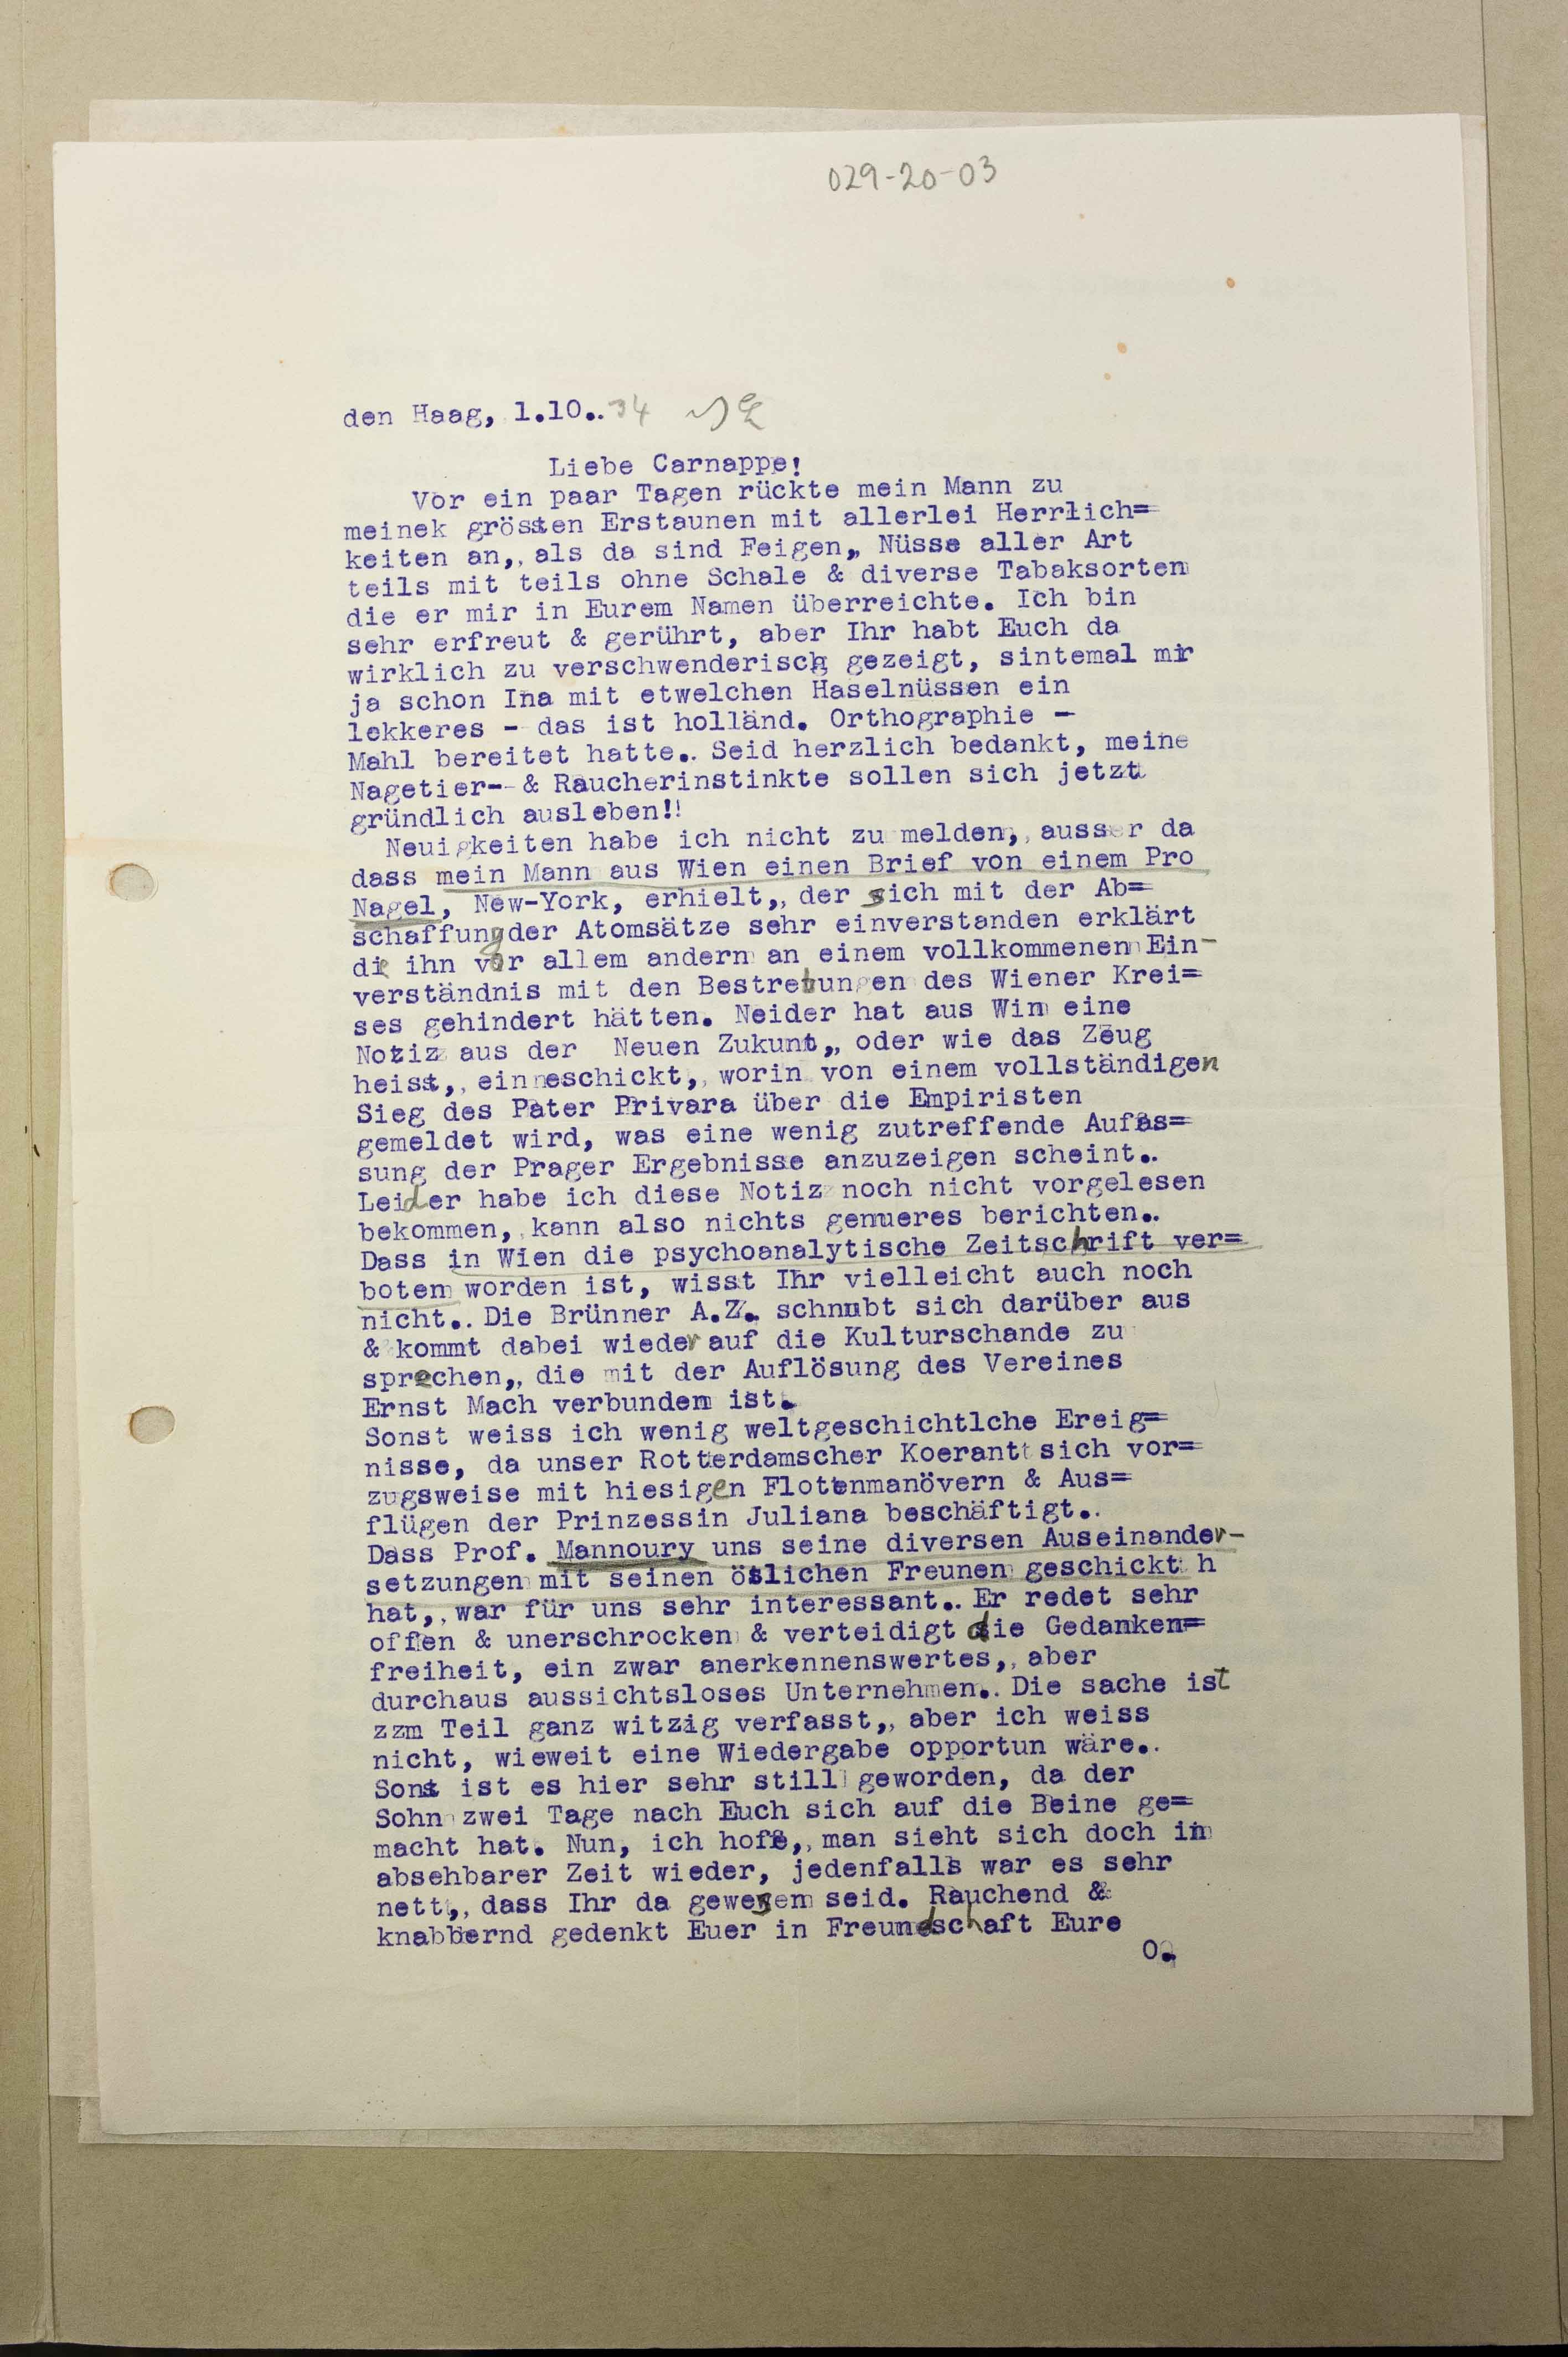 029-20-03
den Haag, 1.10..34
Liebe Carnappe!
Vor ein paar Tagen rückte mein Mann zu
meinek grössten Erstaunen mit allerlei Herrlich=
keiten an,, als da sind Feigen,, Nüsse aller Art
teils mit teils ohne Schale & diverse Tabaksorten
die er mir in Eurem Namen überreichte. Ich bin
sehr erfreut & gerührt, aber Ihr habt Euch da
wirklich zu verschwenderisch gezeigt, sintemal mir
ja schon Ina mit etwelchen Haselnüssen ein
lekkeres - das ist holländ. Orthographie -
Mahl bereitet hatte.. Seid herzlich bedankt, meine
Nagetier-- & Raucherinstinkte sollen sich jetzt
gründlich ausleben!!
Neuigkeiten habe ich nicht zu melden,, ausser da
dass mein Mann aus Wien einen Brief von einem Pro
Nagel, New-York, erhielt,, der sich mit der Ab=
schaffung der Atomsätze sehr einverstanden erklärt
die ihn vor allem andern an einem vollkommenen Ein-
verständnis mit den Bestrebungen des Wiener Krei=
ses gehindert hätten. Neider hat aus Win eine
Notiz aus der Neuen Zukunt,, oder wie das Zeug
heisst,, einneschickt,, worin von einem vollständigen
Sieg des Pater Privara über die Empiristen
gemeldet wird, was eine wenig zutreffende Aufas=
sung der Prager Ergebnisse anzuzeigen scheint..
Leider habe ich diese Notiz noch nicht vorgelesen
bekommen,, kann also nichts genueres berichten..
Dass in Wien die psychoanalytische Zeitschrift ver=
boten worden ist, wisst Ihr vielleicht auch noch
nicht.. Die Brünner A.Z. schnubt sich darüber aus
& kommt dabei wieder auf die Kulturschande zu
sprechen,, die mit der Auflösung des Vereines
Ernst Mach verbunden ist.
Sonst weiss ich wenig weltgeschichtlche Ereig=
nisse, da unser Rotterdamscher Koerant sich vor=
zugsweise mit hiesigen Flottenmanövern & Aus=
flügen der Prinzessin Juliana beschäftigt..
Dass Prof. Mannoury uns seine diversen Auseinander-
setzungen mit seinen östlichen Freunen geschickt h
hat,, war für uns sehr interessant.. Er redet sehr
offen & unerschrocken & verteidigt die Gedanken=
freiheit, ein zwar anerkennenswertes,, aber
durchaus aussichtsloses Unternehmen.. Die sache ist
zzm Teil ganz witzig verfasst,, aber ich weiss
nicht, wieweit eine Wiedergabe opportun wäre..
Sonst ist es hier sehr still geworden, da der
Sohn zwei Tage nach Euch sich auf die Beine ge=
macht hat. Nun, ich hoffe,, man sieht sich doch in
absehbarer Zeit wieder, jedenfalls war es sehr
nett,, dass Ihr da gewesen seid. Rauchend &
knabbernd gedenkt Euer in Freundschaft Eure
O.